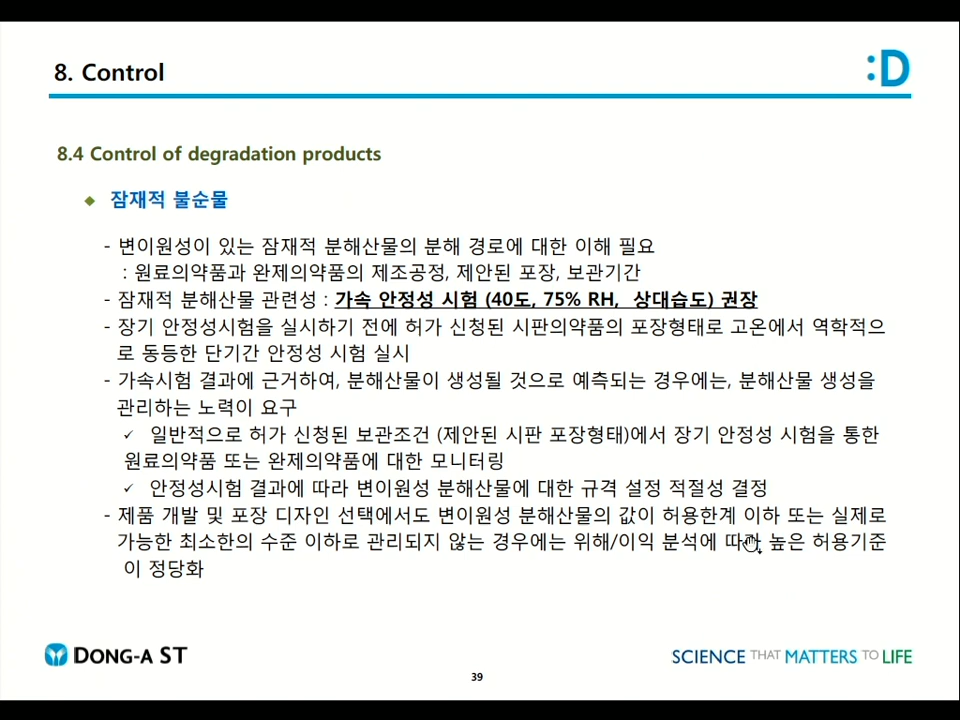 8. Control
:D
8.4 Control of degradation products
◆ 잠재적 불순물
- 변이원성이 있는 잠재적 분해산물의 분해 경로에 대한 이해 필요
: 원료의약품과 완제의약품의 제조공정, 제안된 포장, 보관기간
- 잠재적 분해산물 관련성 : 가속 안정성 시험 (40도, 75% RH, 상대습도) 권장
- 장기 안정성시험을 실시하기 전에 허가 신청된 시판의약품의 포장형태로 고온에서 역학적으
로 동등한 단기간 안정성 시험 실시
- 가속시험 결과에 근거하여, 분해산물이 생성될 것으로 예측되는 경우에는, 분해산물 생성을
관리하는 노력이 요구
✓ 일반적으로 허가 신청된 보관조건 (제안된 시판 포장형태)에서 장기 안정성 시험을 통한
원료의약품 또는 완제의약품에 대한 모니터링
✓ 안정성시험 결과에 따라 변이원성 분해산물에 대한 규격 설정 적절성 결정
- 제품 개발 및 포장 디자인 선택에서도 변이원성 분해산물의 값이 허용한계 이하 또는 실제로
가능한 최소한의 수준 이하로 관리되지 않는 경우에는 위해/이익 분석에 따라 높은 허용기준
이 정당화
DONG-A ST
SCIENCE THAT MATTERS TO LIFE
39